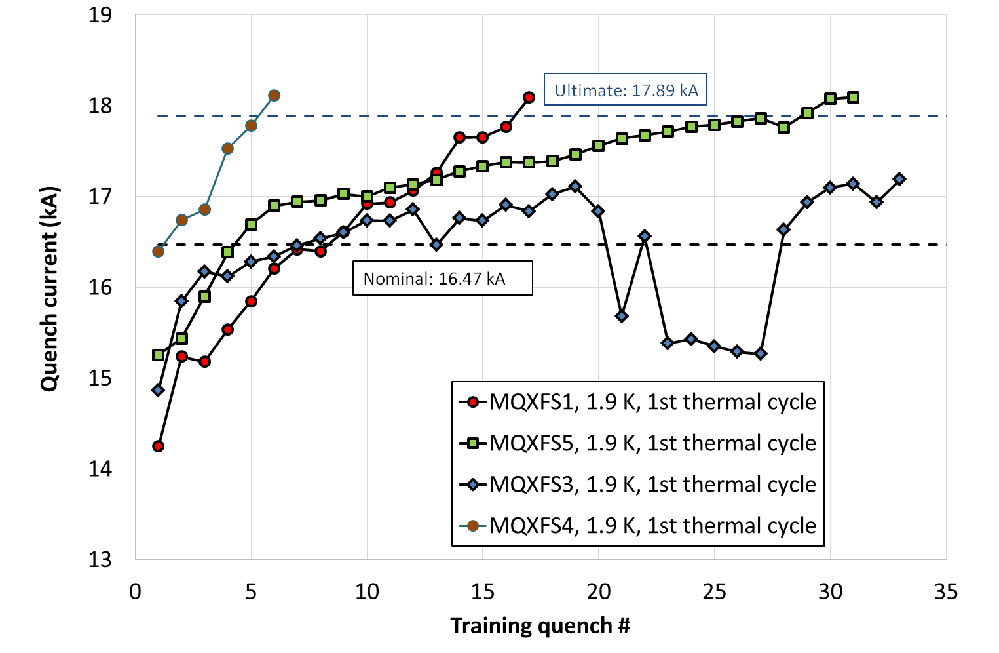 19
18
17
16
15
14
13
Quench current (kA)
Ultimate: 17.89 kA
Nominal: 16.47 kA
MQXFS1, 1.9 K, 1st thermal cycle
MQXFS5, 1.9 K, 1st thermal cycle
MQXFS3, 1.9 K, 1st thermal cycle
MQXFS4, 1.9 K, 1st thermal cycle
0 5 10 15 20 25 30 35
Training quench #